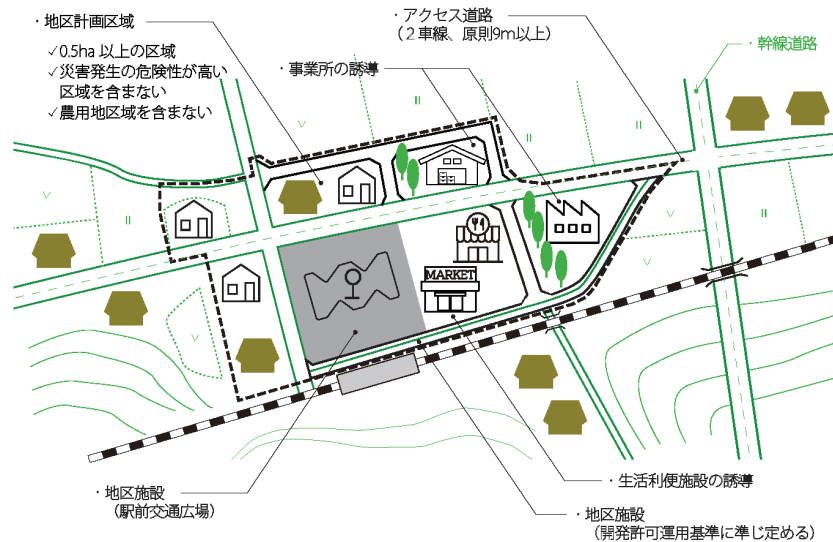 ・地区計画区域
✓0.5ha 以上の区域
✓災害発生の危険性が高い
区域を含まない
✓農用地区域を含まない
・アクセス道路
（２車線、原則9m以上）
・事業所の誘導
・幹線道路
MARKET
・地区施設
（駅前交通広場）
・生活利便施設の誘導
・地区施設
（開発許可運用基準に準じ定める）